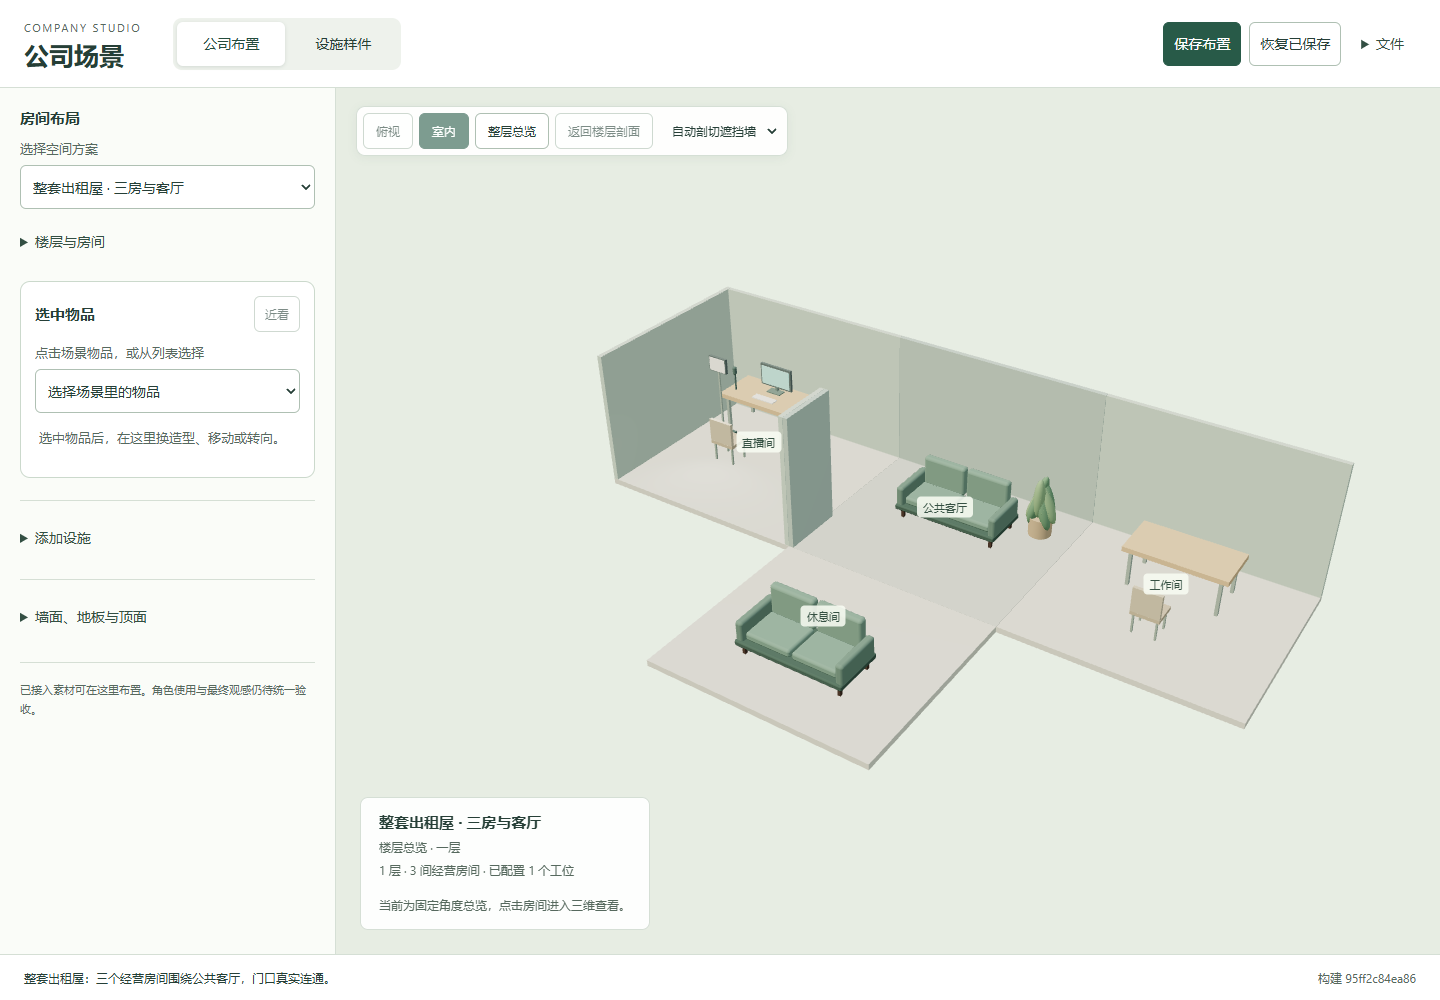 COMPANY STUDIO
公司场景
公司布置
设施样件
保存布置
恢复已保存
▶ 文件
房间布局
选择空间方案
整套出租屋 · 三房与客厅
▶ 楼层与房间
选中物品
近看
点击场景物品，或从列表选择
选择场景里的物品
选中物品后，在这里换造型、移动或转向。
▶ 添加设施
▶ 墙面、地板与顶面
已接入素材可在这里布置。角色使用与最终观感仍待统一验
收。
俯视
室内
整层总览
返回楼层剖面
自动剖切遮挡墙
直播间
公共客厅
工作间
休息间
整套出租屋 · 三房与客厅
楼层总览 · 一层
1 层 · 3 间经营房间 · 已配置 1 个工位
当前为固定角度总览，点击房间进入三维查看。
整套出租屋：三个经营房间围绕公共客厅，门口真实连通。
构建 95ff2c84ea86